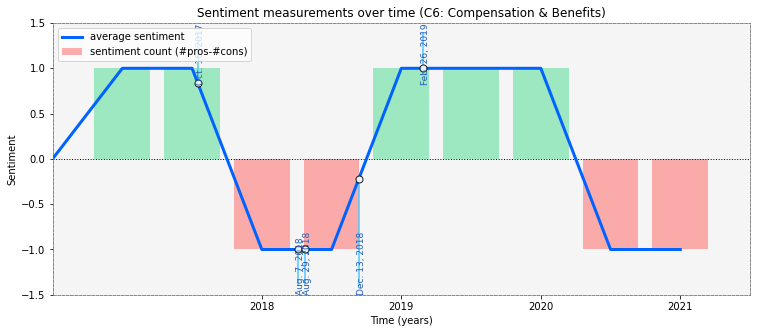 Sentiment measurements over time (C6: Compensation & Benefits)
average sentiment
sentiment count (#pros-#cons)
2017
Feb. 26, 2019
Aug. 7, 2018
Aug. 29, 2018
Dec. 13, 2018
1.5
1.0
0.5
0.0
−0.5
−1.0
−1.5
Sentiment
2018
2019
2020
2021
Time (years)